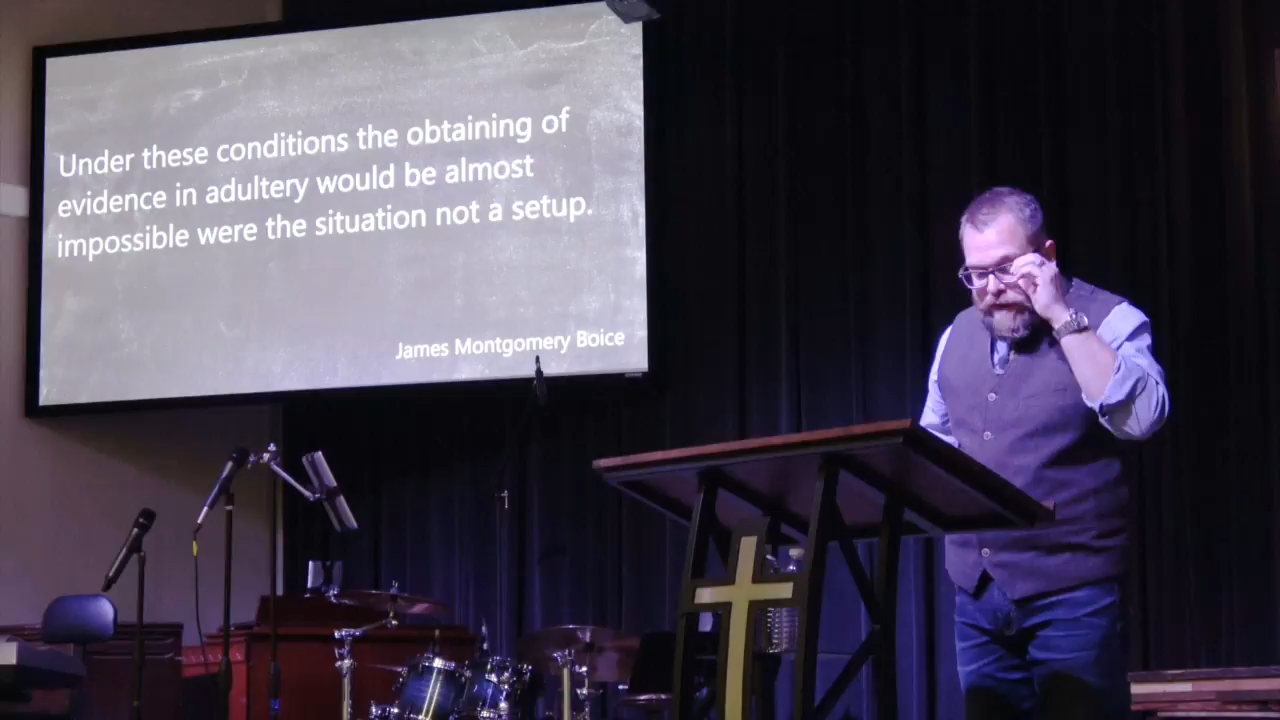 Under these conditions the obtaining of
evidence in adultery would be almost
impossible were the situation not a setup.
James Montgomery Boice